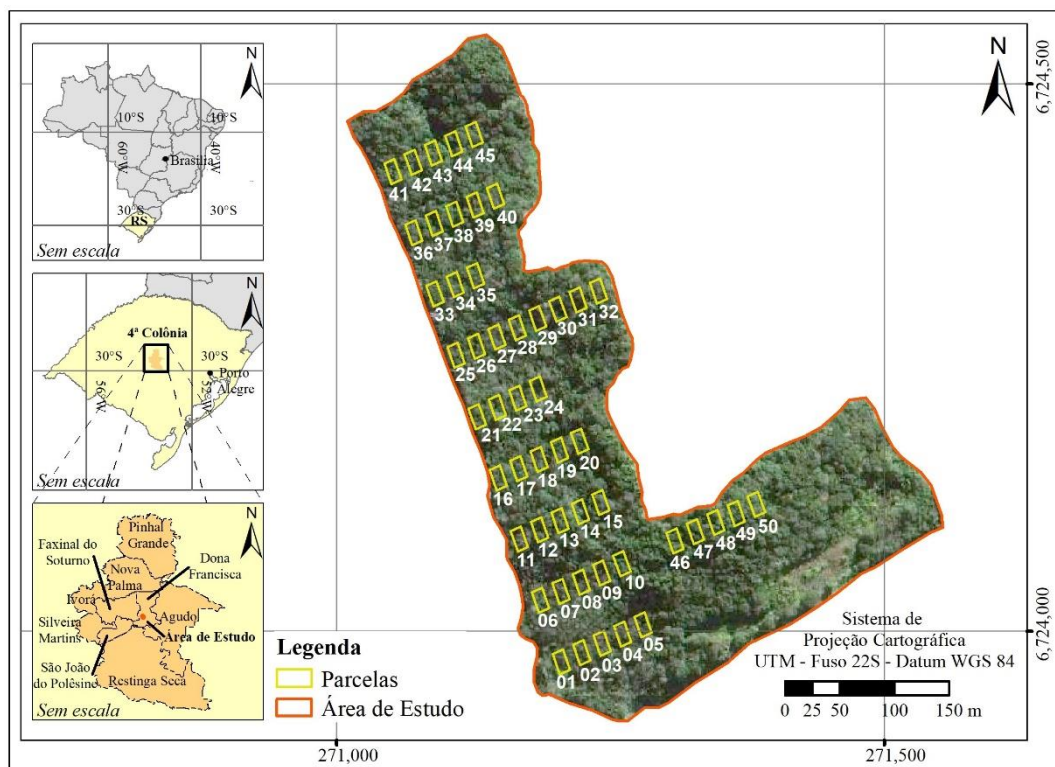 N
10°S
10°S
60°W
40°W
Brasília
30°S
30°S
RS
Sem escala
N
4ª Colônia
30°S
30°S
Porto
Alegre
56°W
52°W
Sem escala
N
Pinhal
Grande
Faxinal do
Soturno
Dona
Francisca
Nova
Palma
Ivorá
Agudo
Silveira
Martins
Área de Estudo
São João
do Polêsine
Restinga Seca
Sem escala
N
41 42 43 44 45
36 37 38 39 40
33 34 35
25 26 27 28 29 30 31 32
21 22 23 24
16 17 18 19 20
11 12 13 14 15
46 47 48 49 50
06 07 08 09 10
01 02 03 04 05
Legenda
Parcelas
Área de Estudo
Sistema de
Projeção Cartográfica
UTM - Fuso 22S - Datum WGS 84
0 25 50 100 150 m
6,724,500
6,724,000
271,000
271,500